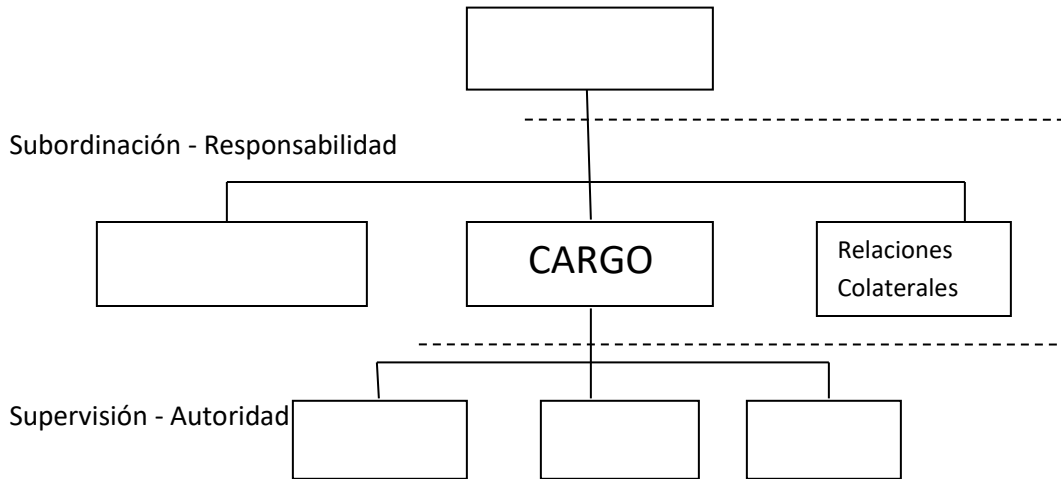 Subordinación - Responsabilidad
CARGO
Relaciones
Colaterales
Supervisión - Autoridad